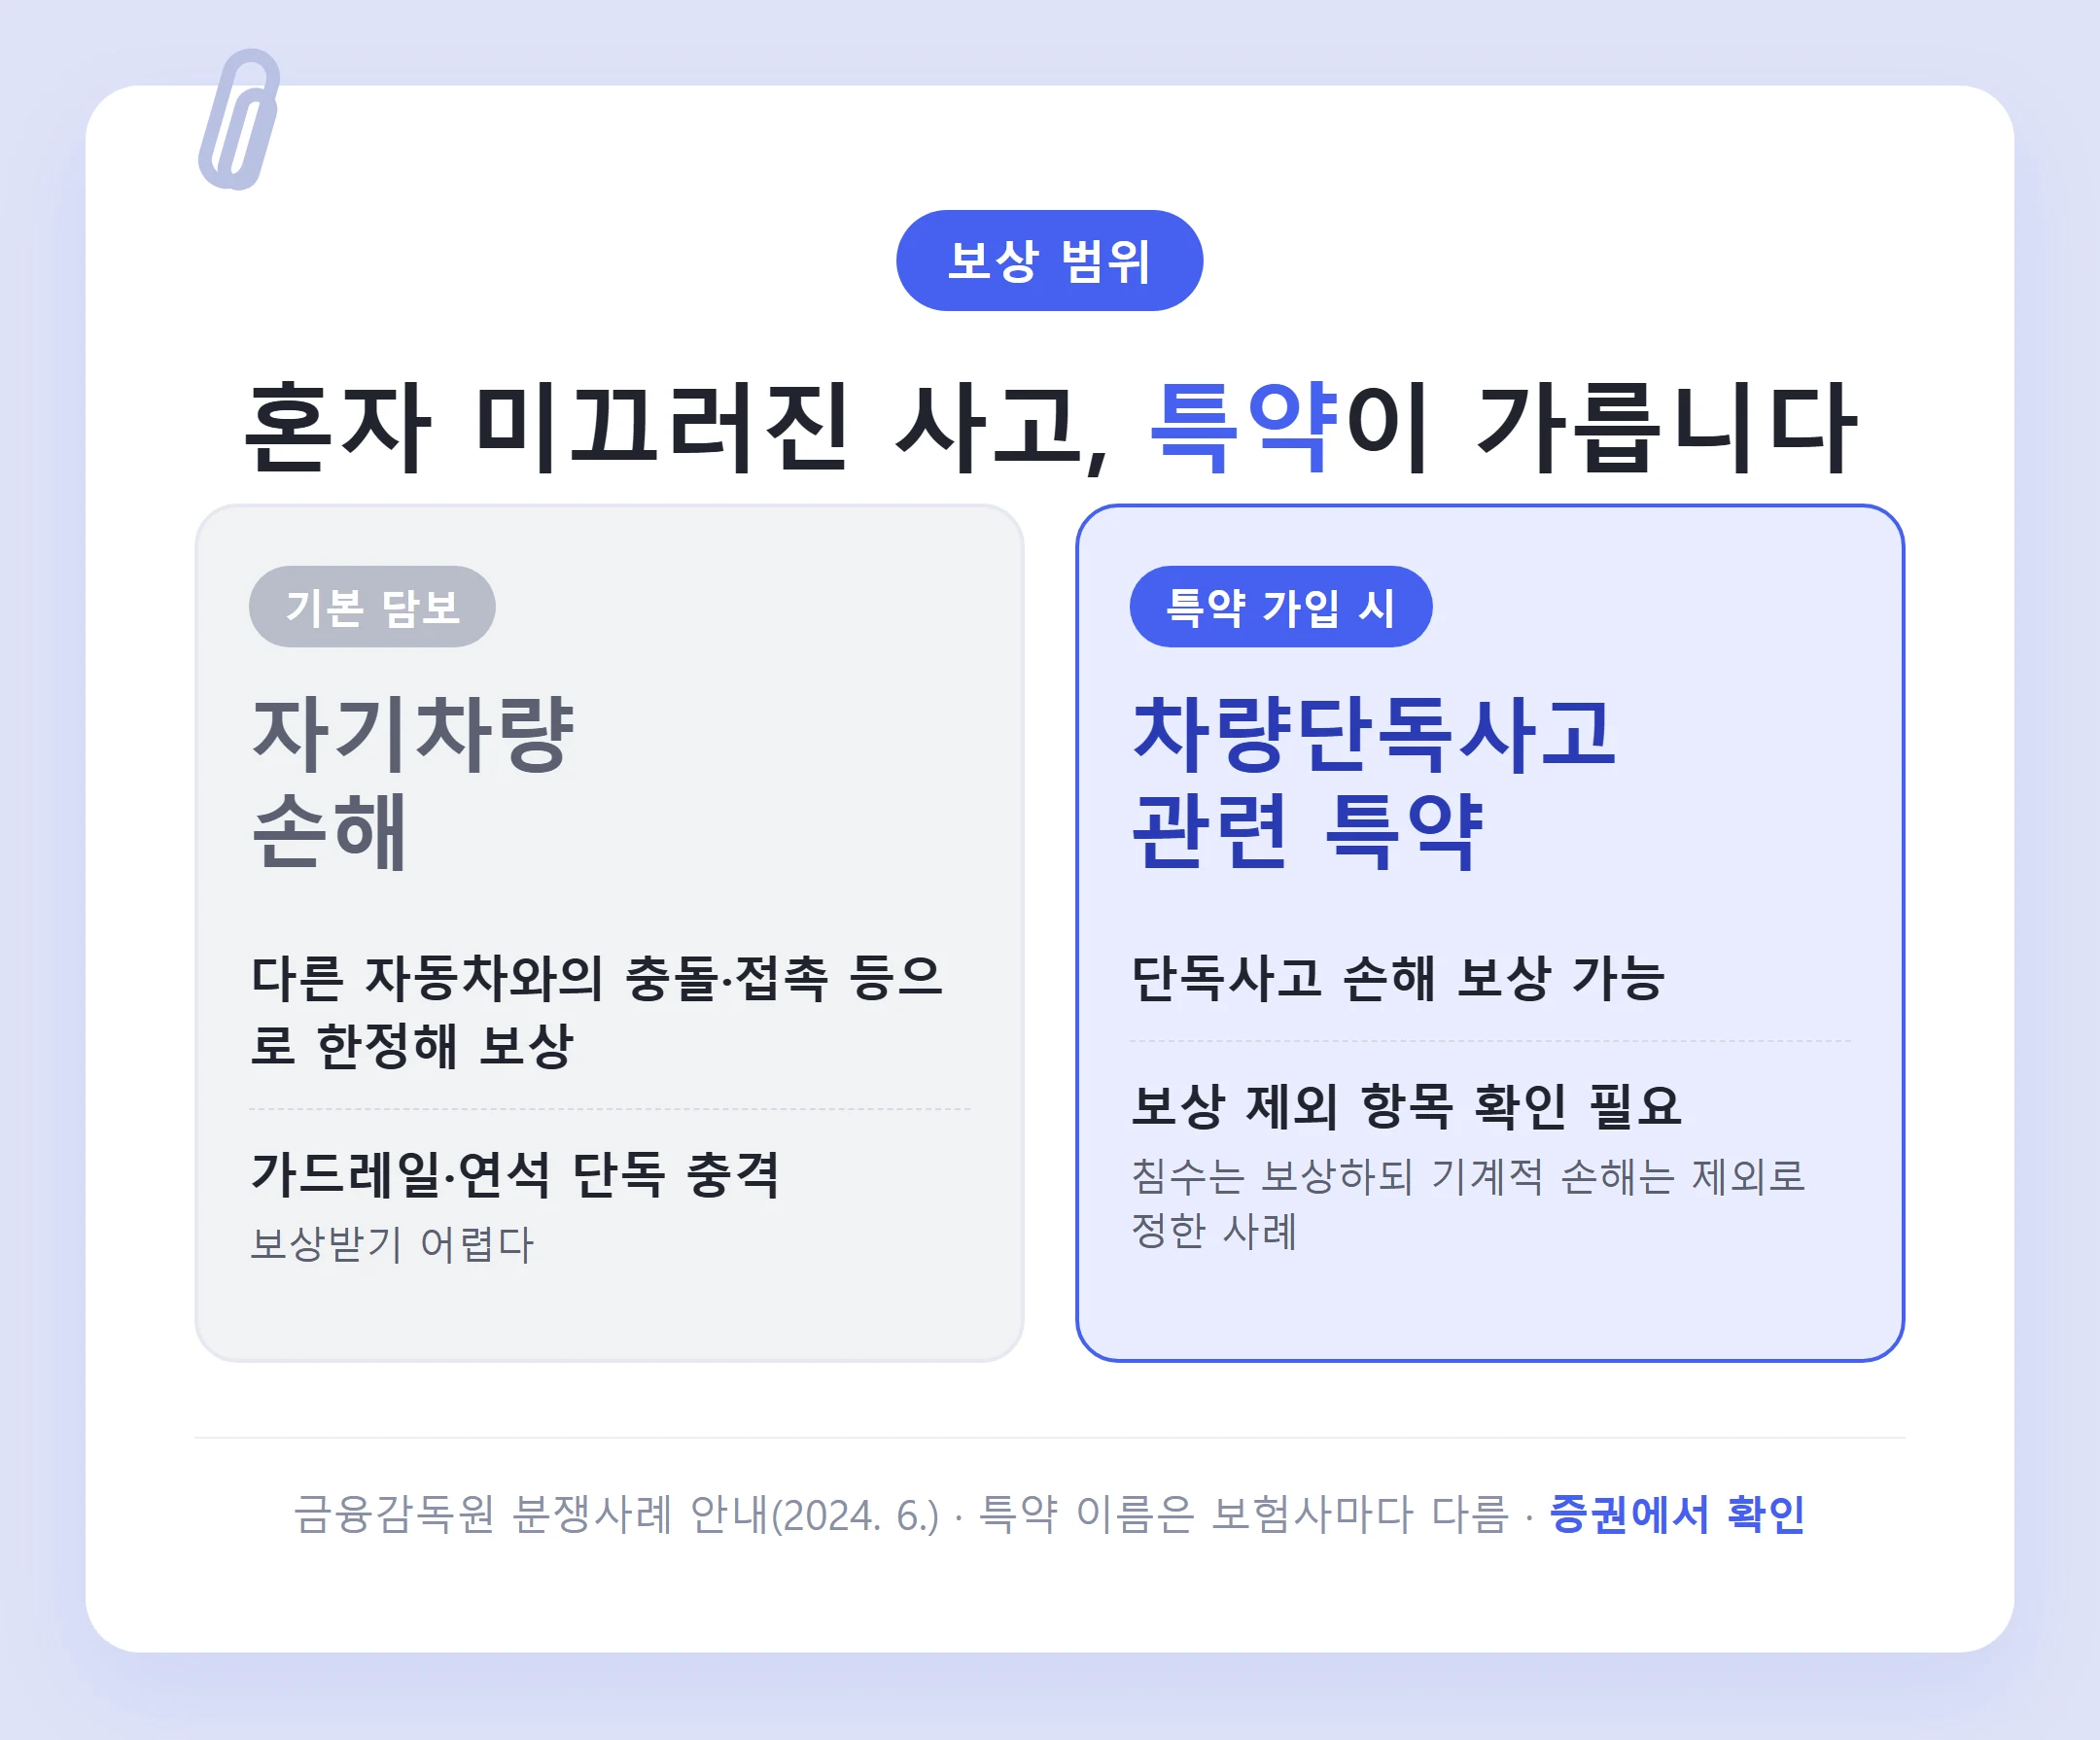 보상 범위
혼자 미끄러진 사고, 특약이 가릅니다
기본 담보
자기차량
손해
다른 자동차와의 충돌·접촉 등으
로 한정해 보상
가드레일·연석 단독 충격
보상받기 어렵다
특약 가입 시
차량단독사고
관련 특약
단독사고 손해 보상 가능
보상 제외 항목 확인 필요
침수는 보상하되 기계적 손해는 제외로
정한 사례
금융감독원 분쟁사례 안내(2024. 6.) · 특약 이름은 보험사마다 다름 · 증권에서 확인